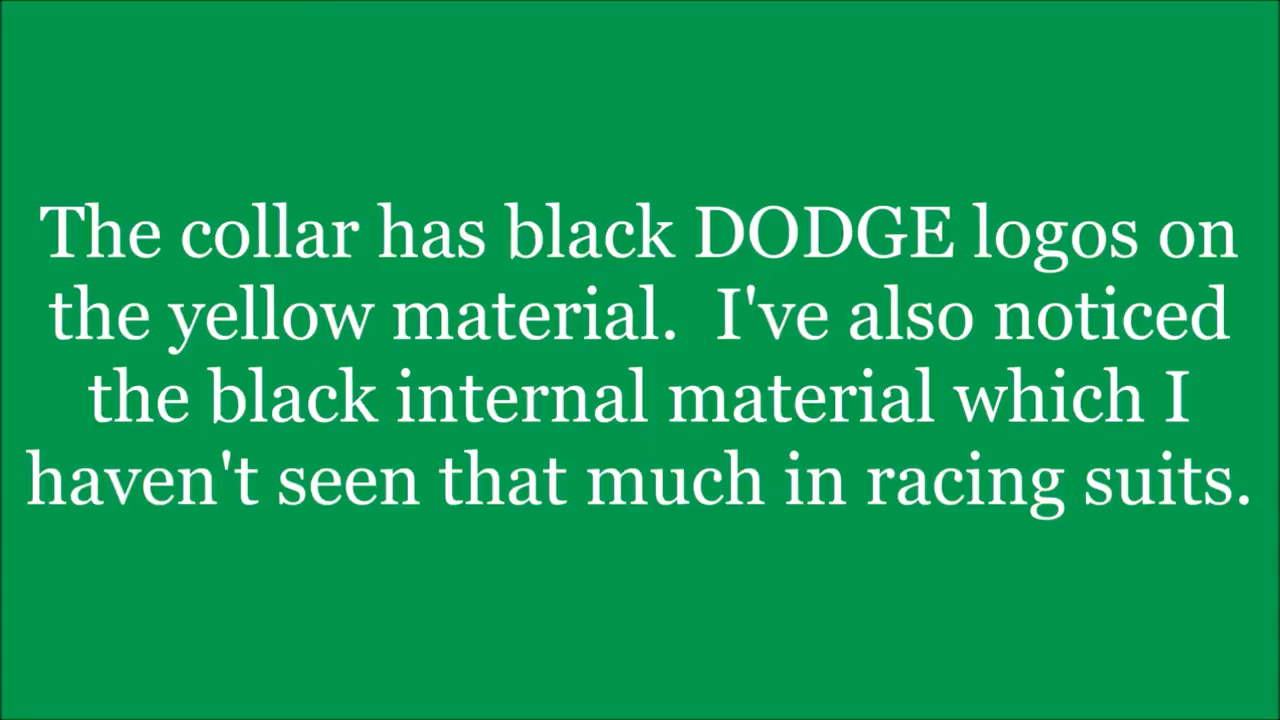 The collar has black DODGE logos on
the yellow material.  I've also noticed
the black internal material which I
haven't seen that much in racing suits.